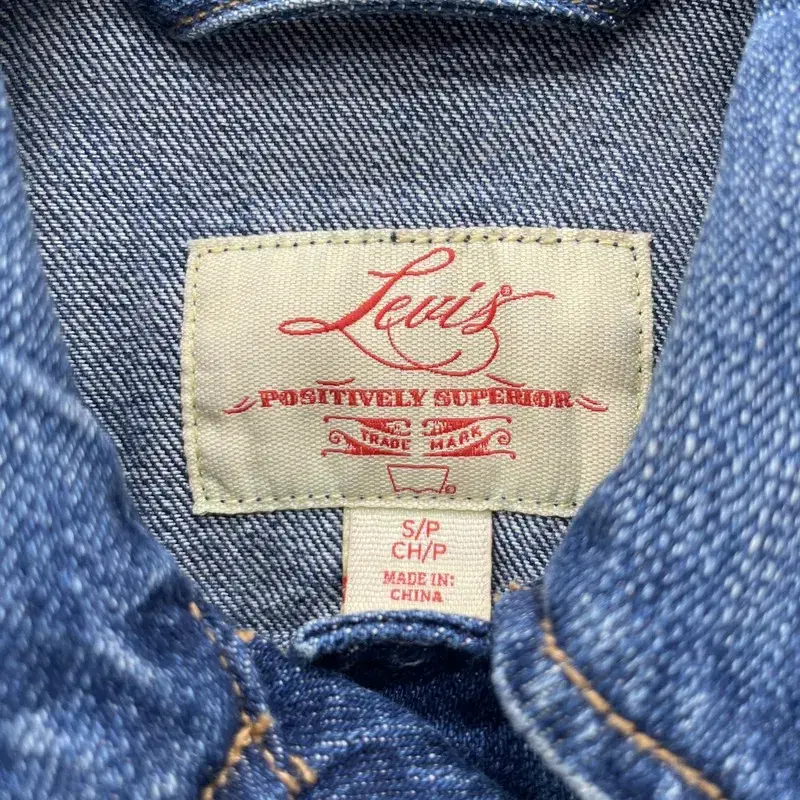 Levi's®
POSITIVELY SUPERIOR
TRADE MARK
®
S/P
CH/P
MADE IN:
CHINA